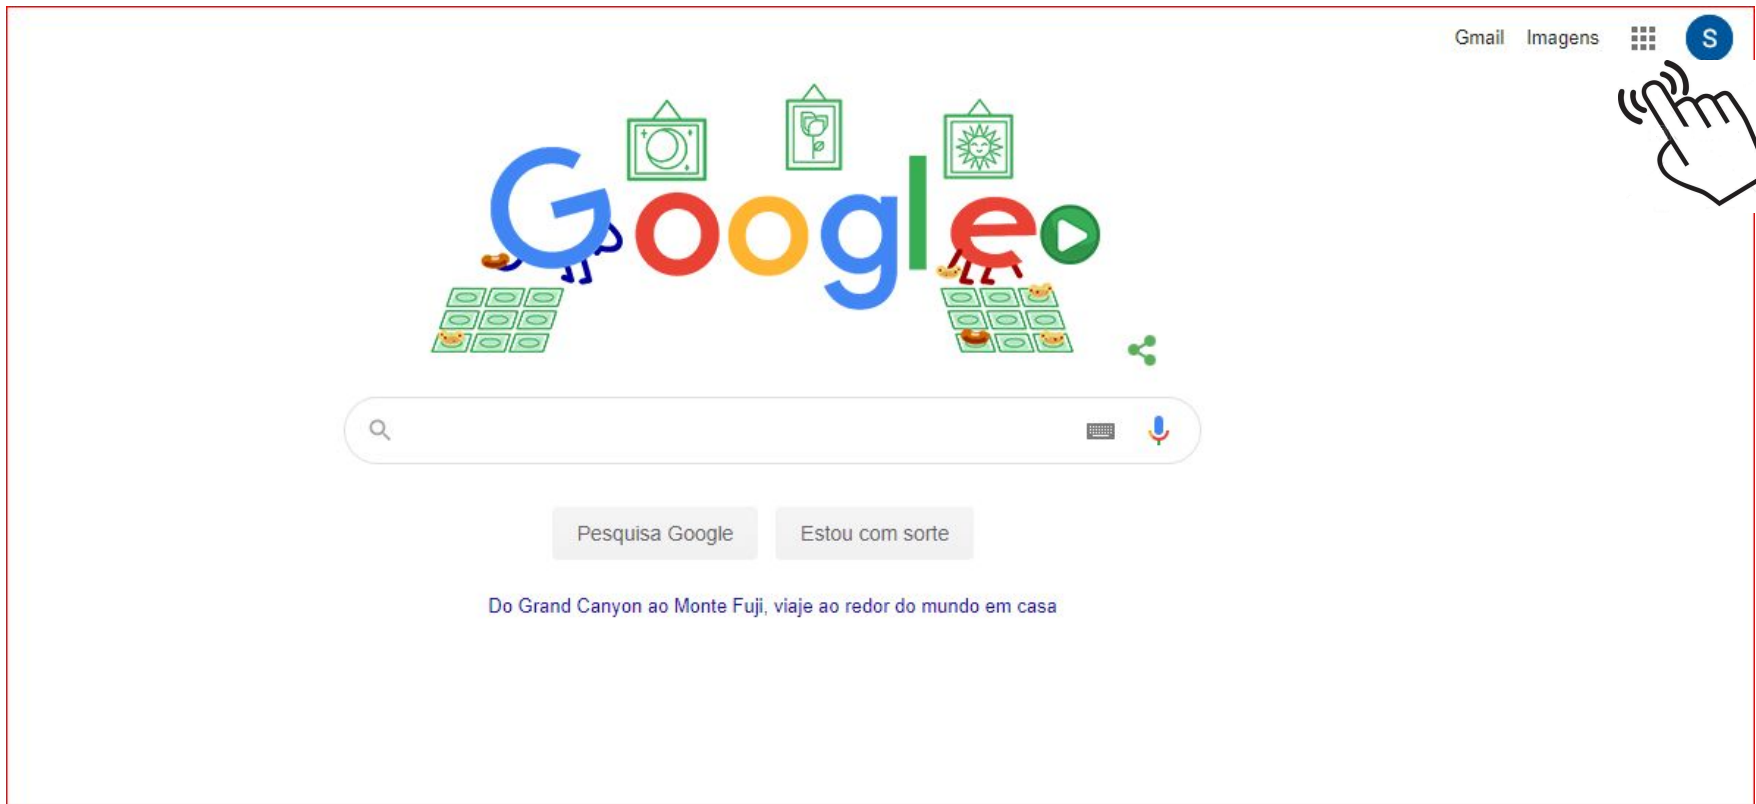 Gmail Imagens S
Google
Pesquisa Google Estou com sorte
Do Grand Canyon ao Monte Fuji, viaje ao redor do mundo em casa